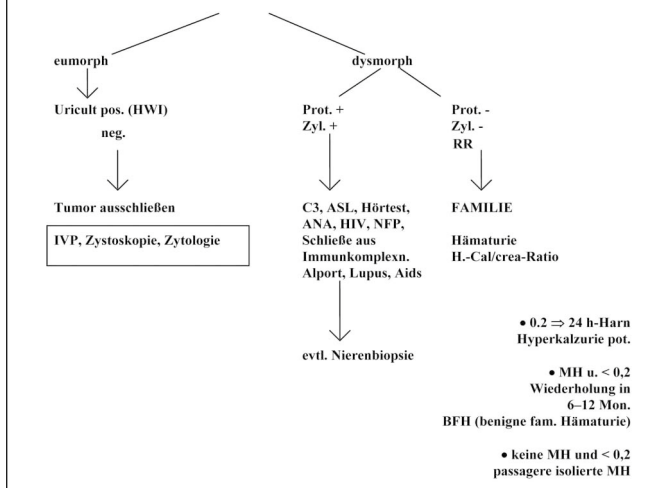 eumorph
Uricult pos. (HWI)
neg.
Tumor ausschließen
IVP, Zystoskopie, Zytologie
dysmorph
Prot. +
Zyl. +
C3, ASL, Hörtest,
ANA, HIV, NFP,
Schließe aus
Immunkomplexn.
Alport, Lupus, Aids
evtl. Nierenbiopsie
Prot. -
Zyl. -
RR
FAMILIE
Hämaturie
H.-Cal/crea-Ratio
• 0.2 ⇒ 24 h-Harn
Hyperkalzurie pot.
• MH u. < 0,2
Wiederholung in
6–12 Mon.
BFH (benigne fam. Hämaturie)
• keine MH und < 0,2
passagere isolierte MH